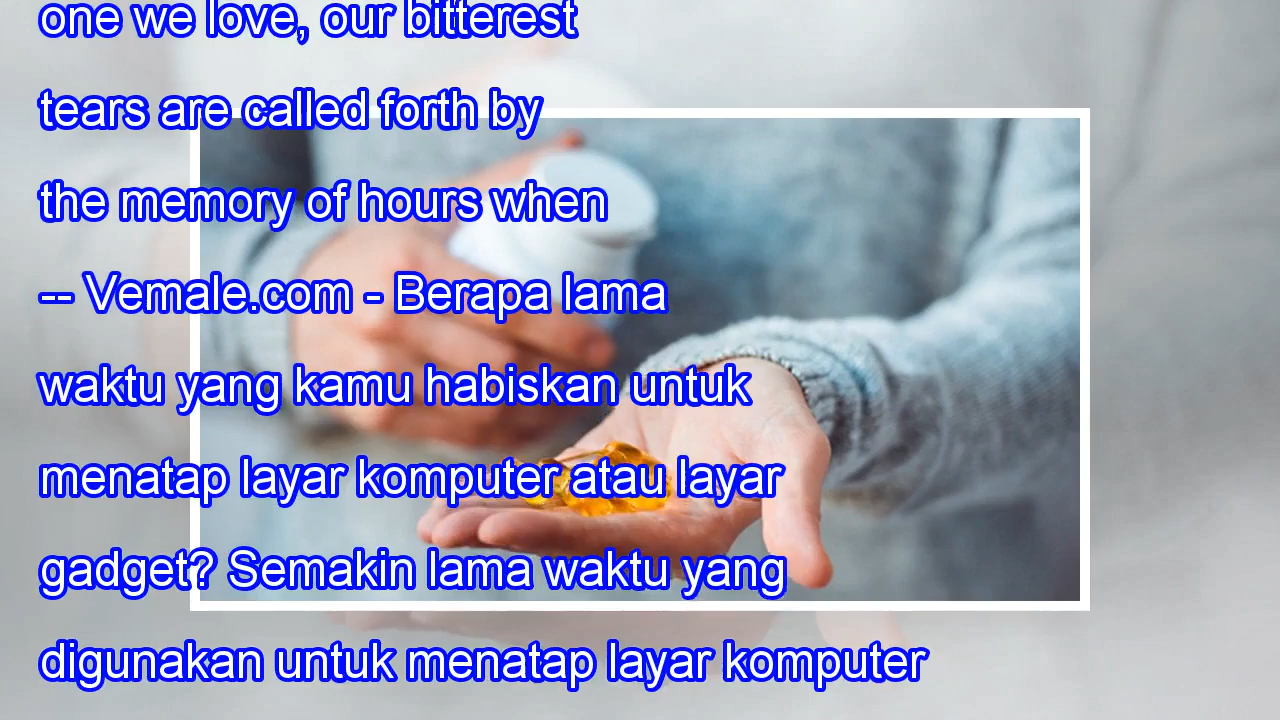 one we love, our bitterest
tears are called forth by
the memory of hours when
-- Vemale.com - Berapa lama
waktu yang kamu habiskan untuk
menatap layar komputer atau layar
gadget? Semakin lama waktu yang
digunakan untuk menatap layar komputer